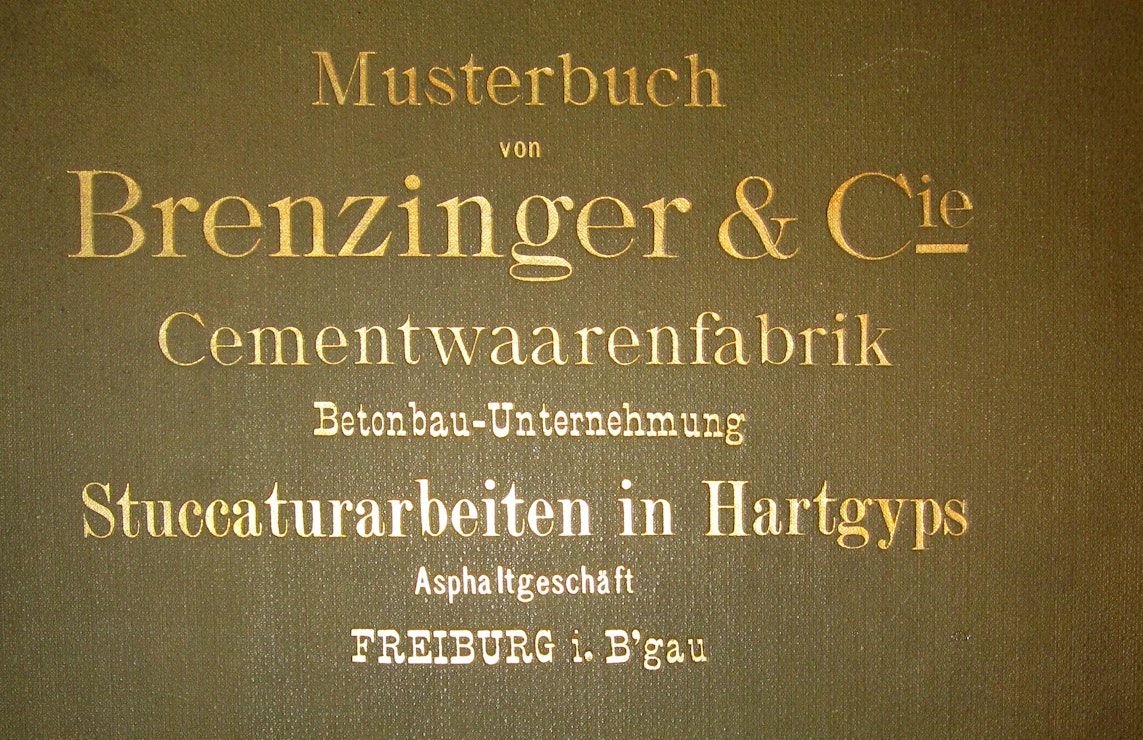 Musterbuch
von
Brenzinger & Cie
Cementwaarenfabrik
Betonbau-Unternehmung
Stuccaturarbeiten in Hartgyps
Asphaltgeschäft
FREIBURG i. B'gau